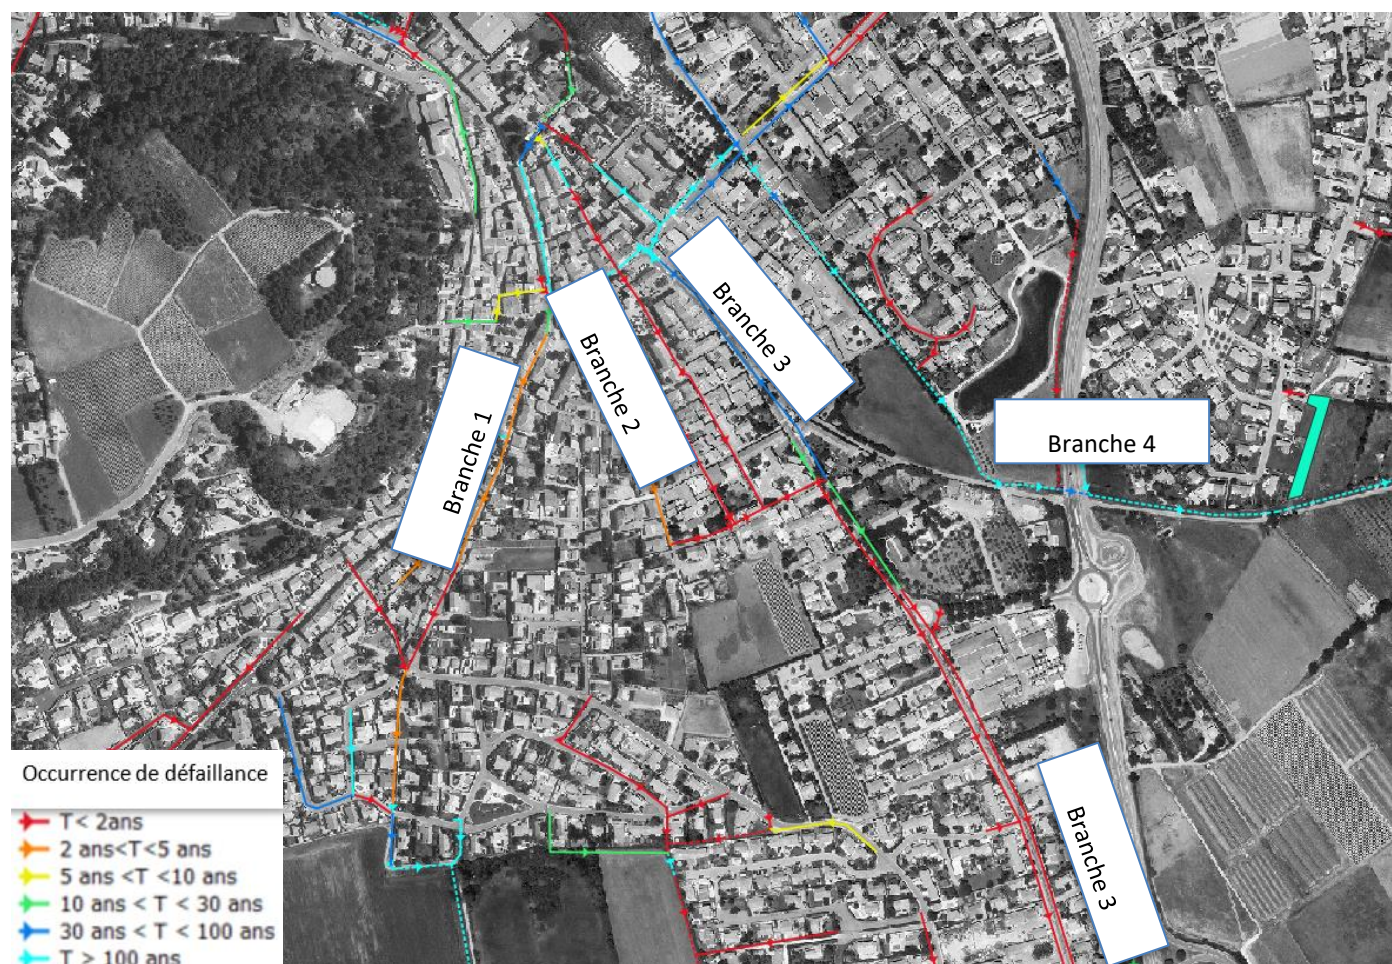 Branche 3
Branche 2
Branche 1
Branche 4
Branche 3
Occurrence de défaillance
T< 2ans
2 ans<T<5 ans
5 ans <T <10 ans
10 ans < T < 30 ans
30 ans < T < 100 ans
T > 100 ans